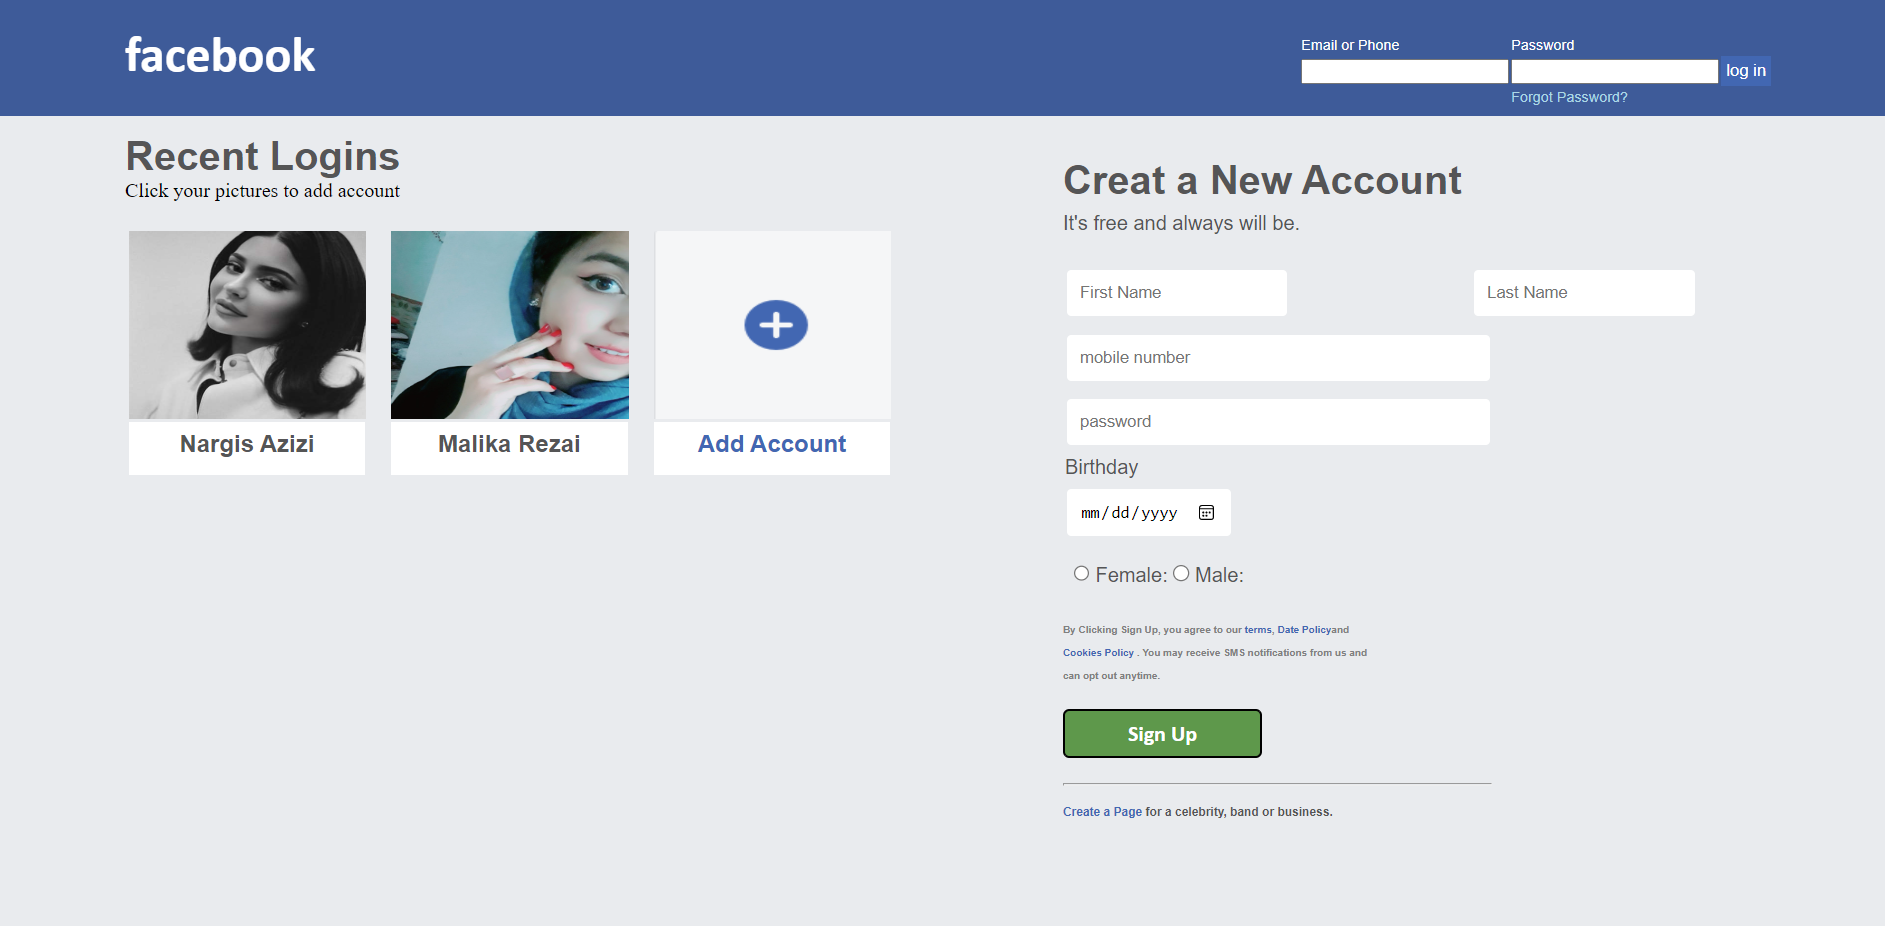 facebook
Email or Phone
Password
log in
Forgot Password?
Recent Logins
Click your pictures to add account
Nargis Azizi
Malika Rezai
Add Account
Creat a New Account
It's free and always will be.
First Name
Last Name
mobile number
password
Birthday
mm/dd/yyyy
Female: Male:
By Clicking Sign Up, you agree to our terms, Date Policyand
Cookies Policy . You may receive SMS notifications from us and
can opt out anytime.
Sign Up
Create a Page for a celebrity, band or business.